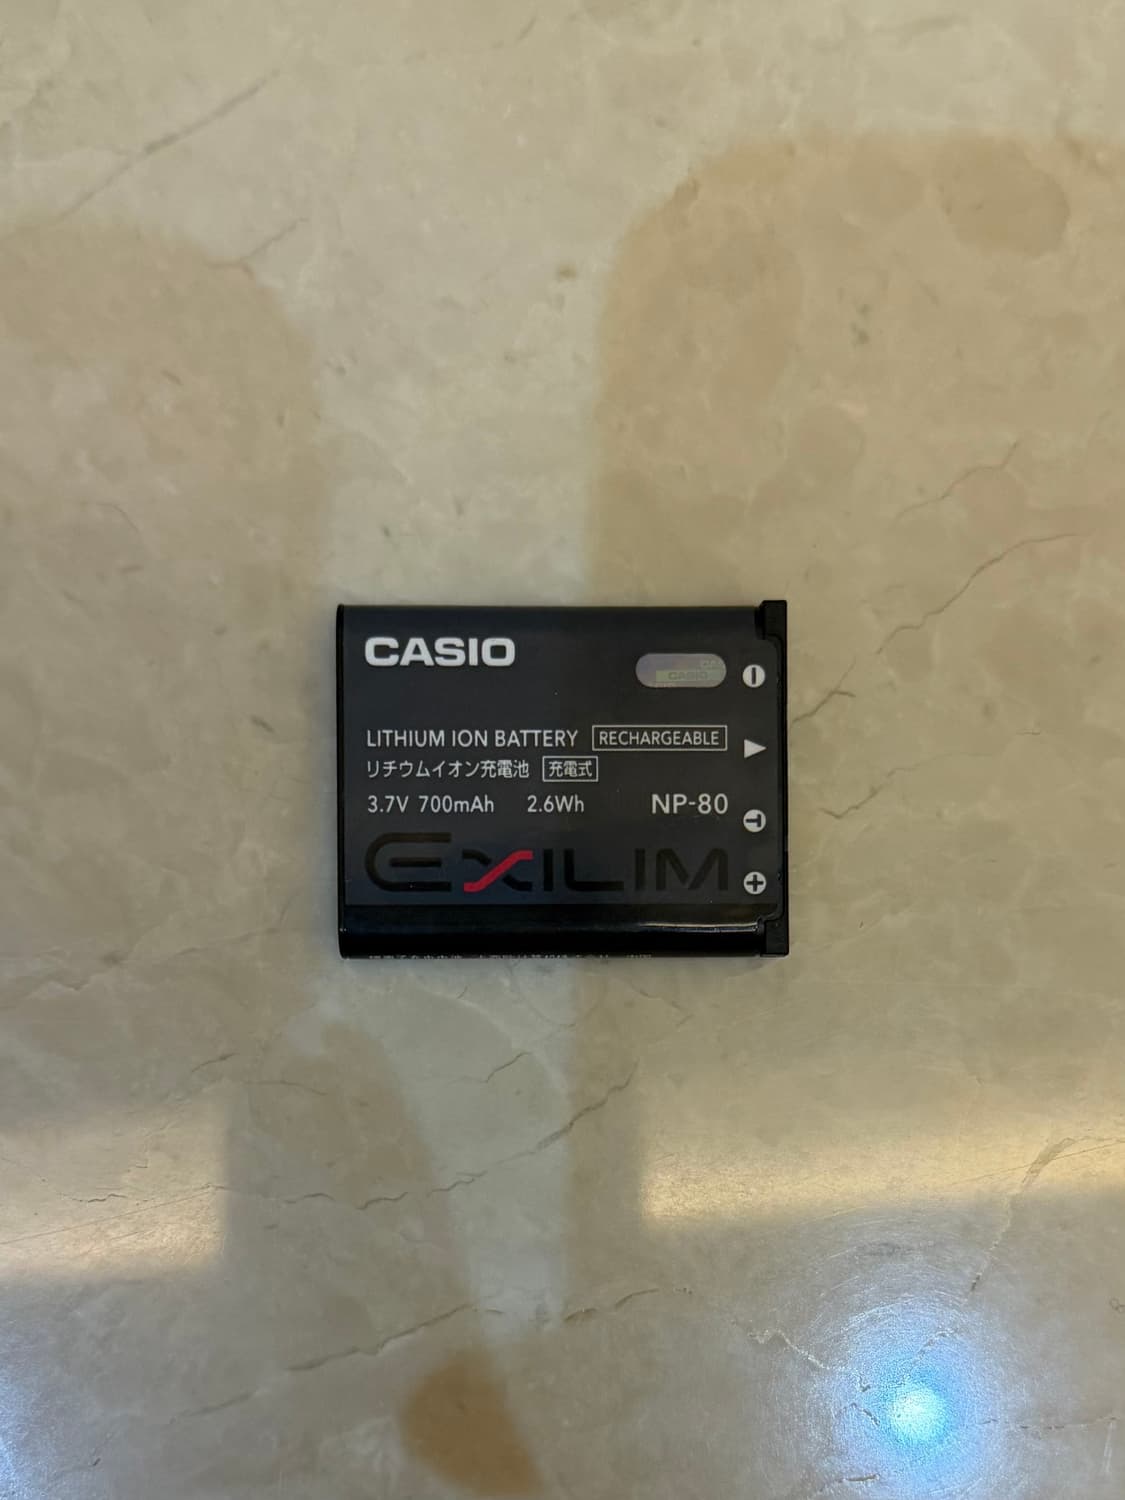 CASIO
CASIO
LITHIUM ION BATTERY RECHARGEABLE
リチウムイオン充電池 充電式
3.7V 700mAh 2.6Wh NP-80
EXILIM